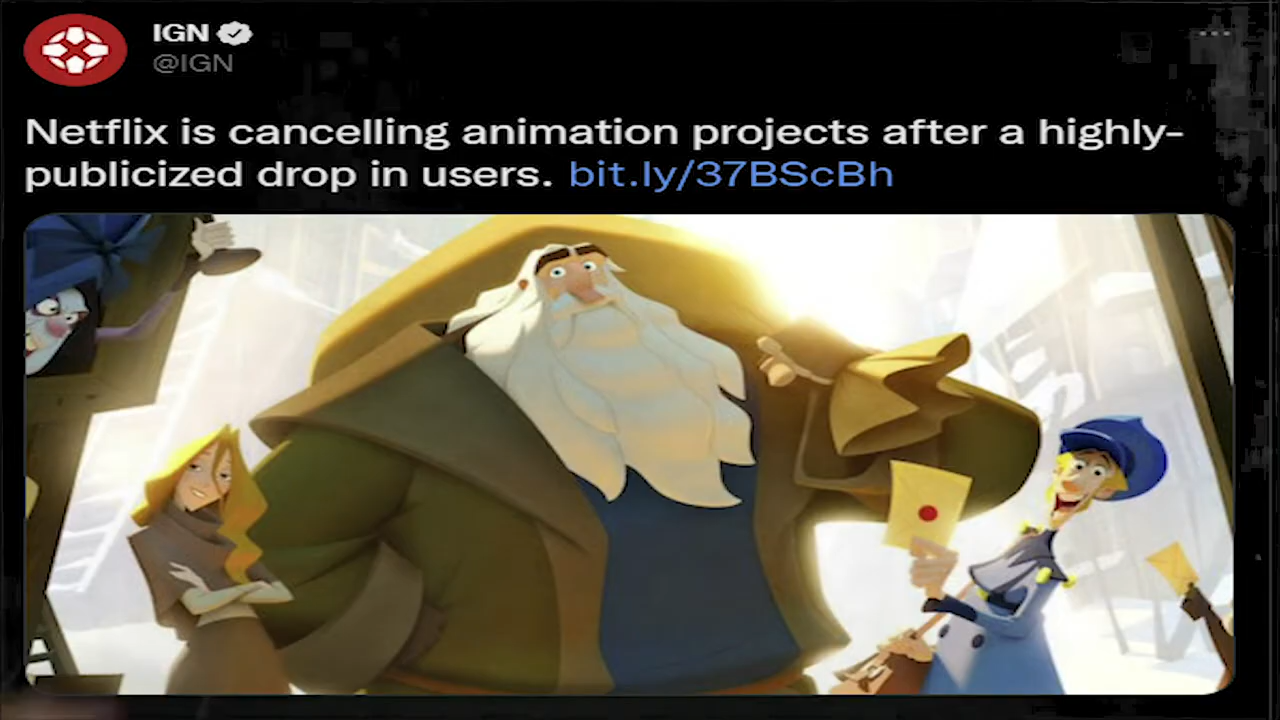 IGN
@IGN
Netflix is cancelling animation projects after a highly-
publicized drop in users. bit.ly/37BScBh